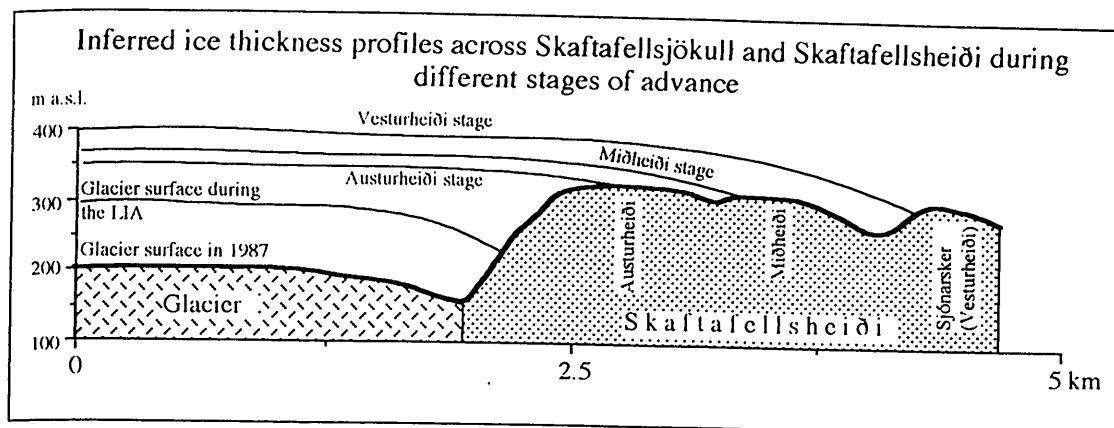 Inferred ice thickness profiles across Skaftafellsjökull and Skaftafellsheiði during
different stages of advance
m a.s.l.
400
300
200
100
Vesturheiði stage
Miðheiði stage
Austurheiði stage
Glacier surface during
the LIA
Glacier surface in 1987
Glacier
Austurheiði
Miðheiði
Sjónarsker
(Vesturheiði)
Skaftafellsheiði
0
2.5
5 km